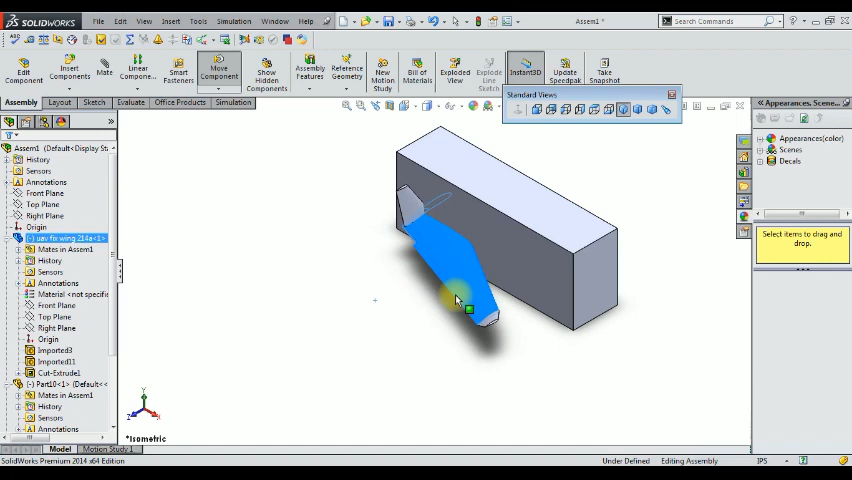 SOLIDWORKS File Edit View Insert Tools Simulation Window Help Assem1 * Search Commands
Edit Component
Insert Components
Mate
Linear Component...
Smart Fasteners
Move Component
Show Hidden Components
Assembly Features
Reference Geometry
New Motion Study
Bill of Materials
Exploded View
Explode Line Sketch
Instant3D
Update Speedpak
Take Snapshot
Standard Views
Assembly Layout Sketch Evaluate Office Products Simulation
Appearances, Scene...
Assem1 (Default<Display St
History
Sensors
Annotations
Front Plane
Top Plane
Right Plane
Origin
(-) uav fix wing 214a<1>
Mates in Assem1
History
Sensors
Annotations
Material <not specifie
Front Plane
Top Plane
Right Plane
Origin
Imported3
Imported11
Cut-Extrude1
(-) Part10<1> (Default<<
Mates in Assem1
History
Sensors
Annotations
Appearances(color)
Scenes
Decals
Select items to drag and drop.
Y
Z
X
*Isometric
Model Motion Study 1
SolidWorks Premium 2014 x64 Edition Under Defined Editing Assembly IPS